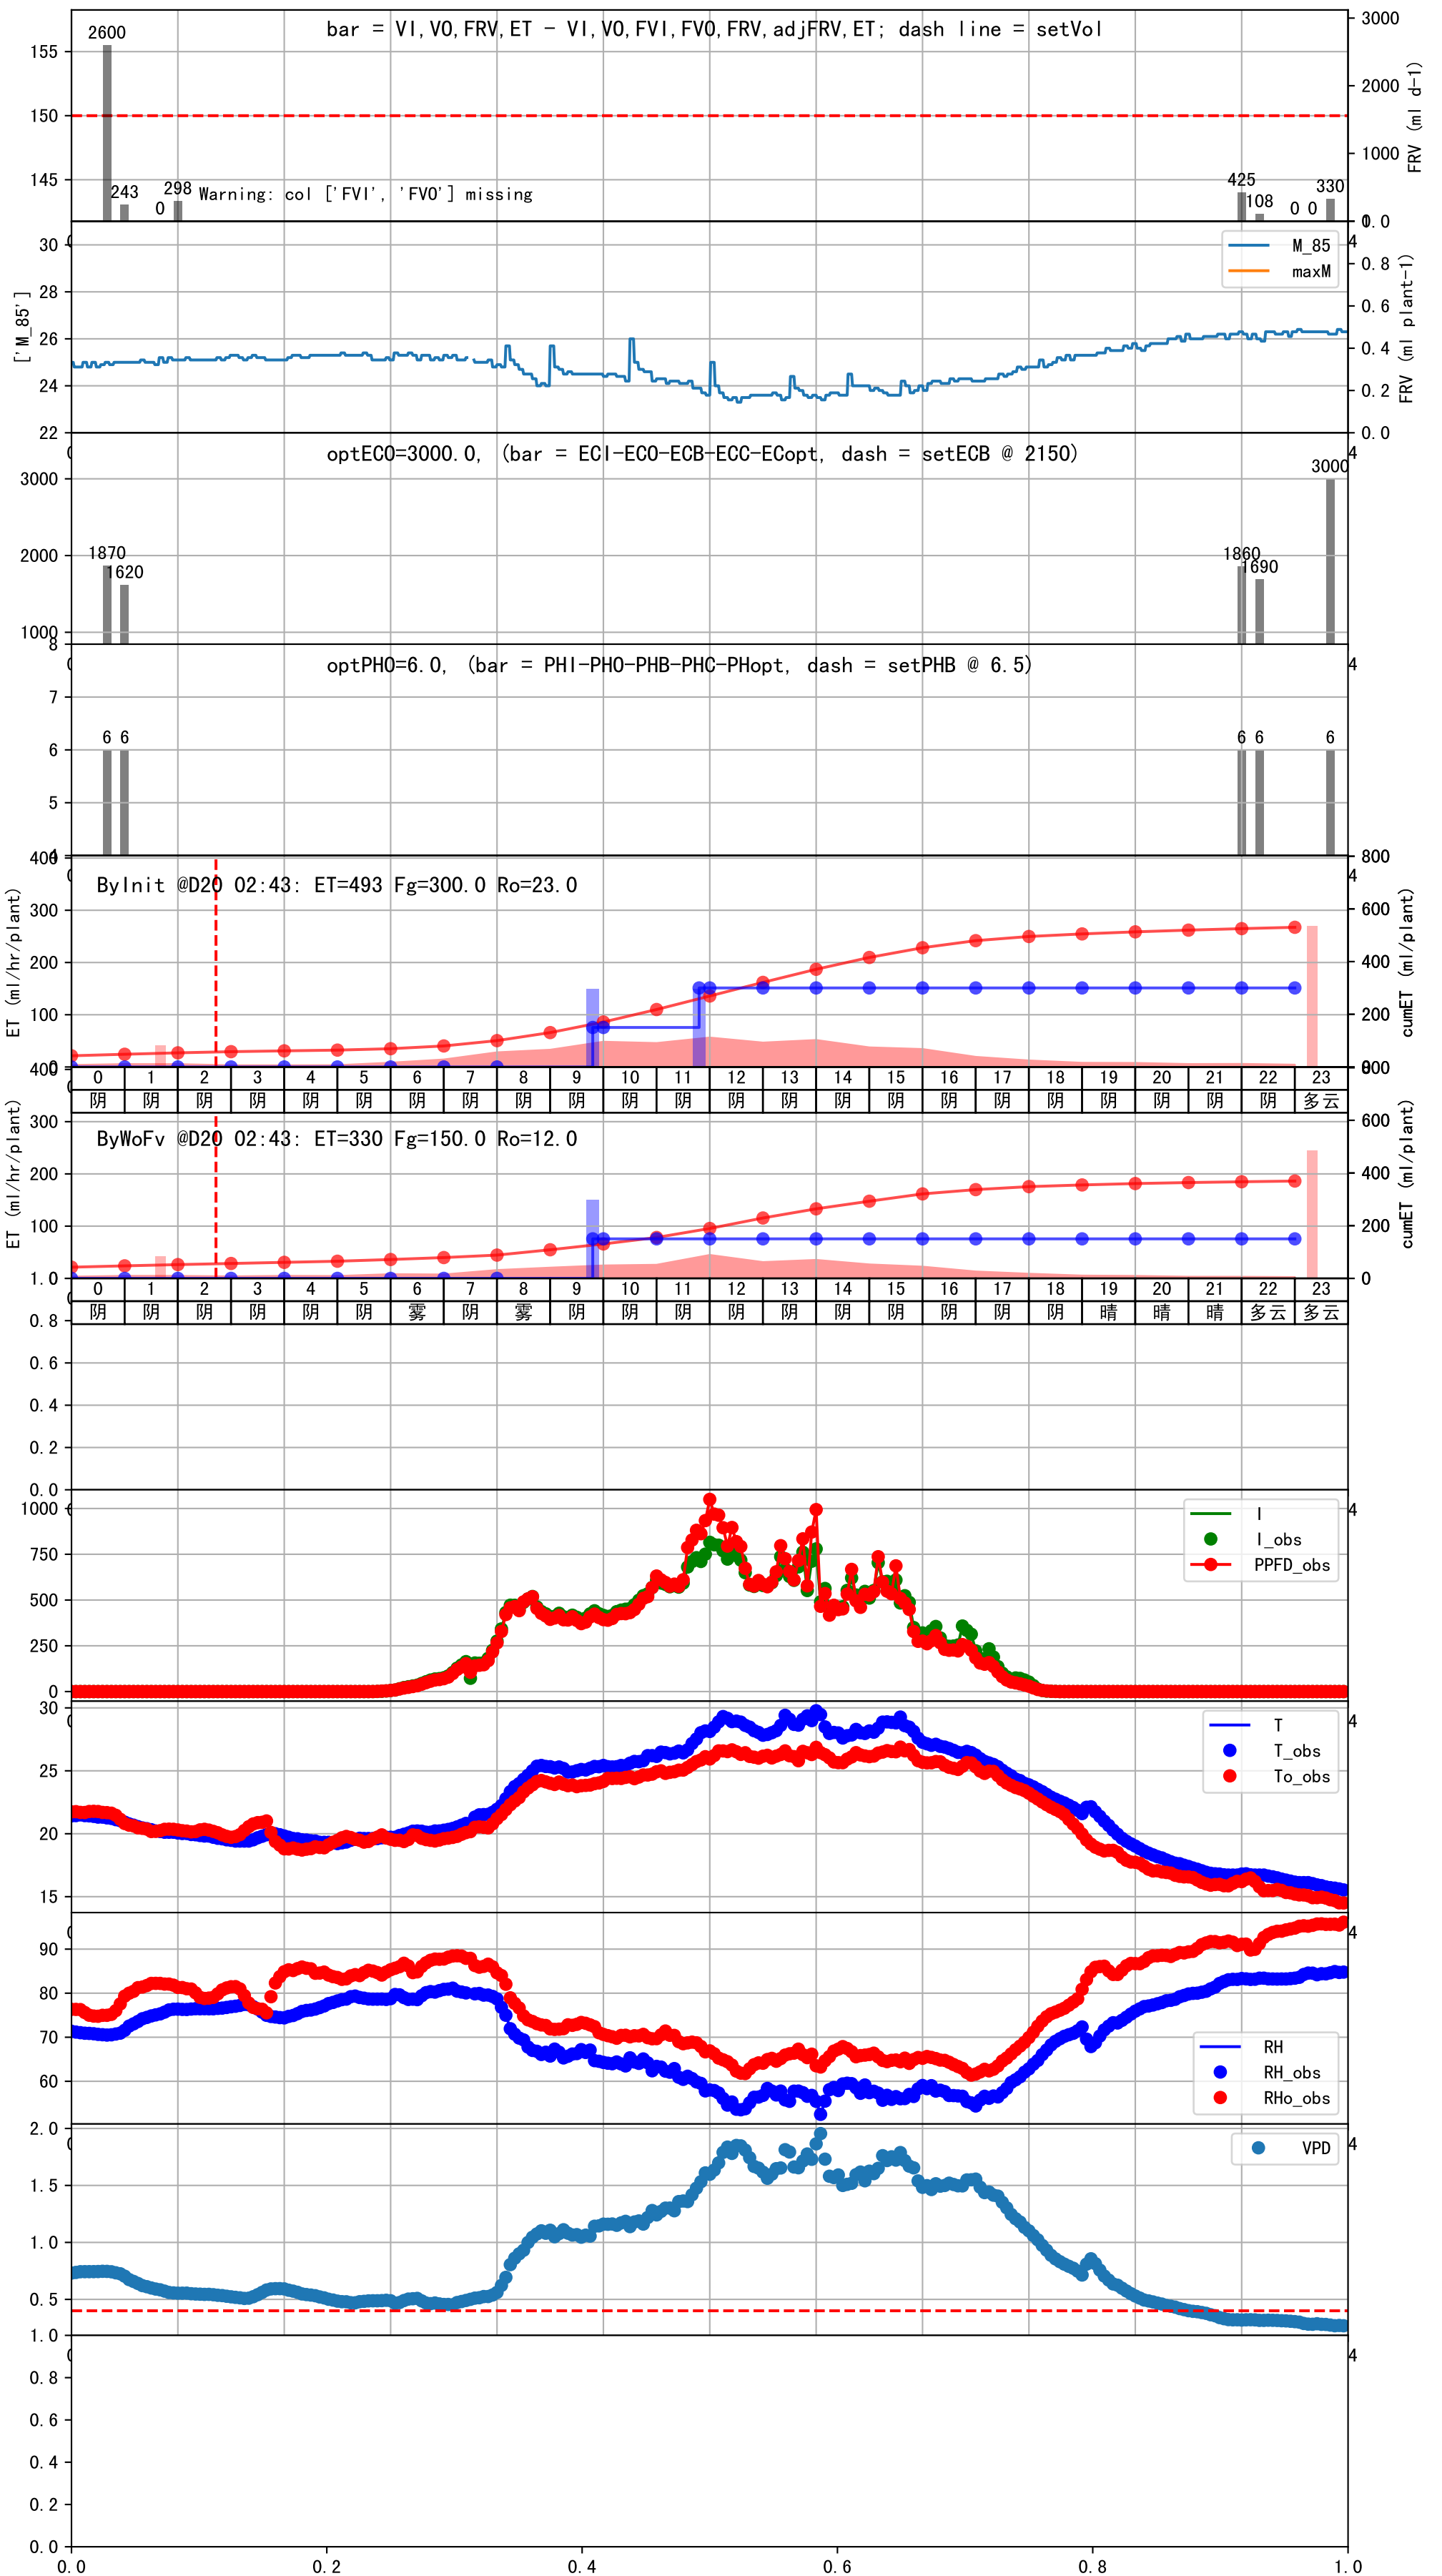 bar = VI,VO,FRV,ET - VI,VO,FVI,FVO,FRV,adjFRV,ET; dash line = setVol
2600
243
0
298
Warning: col ['FVI', 'FVO'] missing
425
108
0 0
330
155
150
145
3000
2000
1000
FRV (ml d-1)
['M_85']
30
28
26
24
22
M_85
maxM
1.0
0.8
0.6
0.4
0.2
0.0
FRV (ml plant-1)
optECO=3000.0, (bar = ECI-ECO-ECB-ECC-ECopt, dash = setECB @ 2150)
3000
2000
1000
1870
1620
1860
1690
3000
optPHO=6.0, (bar = PHI-PHO-PHB-PHC-PHopt, dash = setPHB @ 6.5)
8
7
6
5
4
6 6
6 6
6
ByInit @D20 02:43: ET=493 Fg=300.0 Ro=23.0
ET (ml/hr/plant)
400
300
200
100
0
800
600
400
200
cumET (ml/plant)
0 1 2 3 4 5 6 7 8 9 10 11 12 13 14 15 16 17 18 19 20 21 22 23
阴 阴 阴 阴 阴 阴 阴 阴 阴 阴 阴 阴 阴 阴 阴 阴 阴 阴 阴 阴 阴 阴 阴 多云
ByWoFv @D20 02:43: ET=330 Fg=150.0 Ro=12.0
ET (ml/hr/plant)
400
300
200
100
600
400
200
0
cumET (ml/plant)
0 1 2 3 4 5 6 7 8 9 10 11 12 13 14 15 16 17 18 19 20 21 22 23
阴 阴 阴 阴 阴 阴 雾 阴 雾 阴 阴 阴 阴 阴 阴 阴 阴 阴 阴 晴 晴 晴 多云 多云
1.0
0.8
0.6
0.4
0.2
0.0
1000
750
500
250
0
I
I_obs
PPFD_obs
30
25
20
15
T
T_obs
To_obs
90
80
70
60
RH
RH_obs
RHo_obs
2.0
1.5
1.0
0.5
VPD
1.0
0.8
0.6
0.4
0.2
0.0
0.0 0.2 0.4 0.6 0.8 1.0